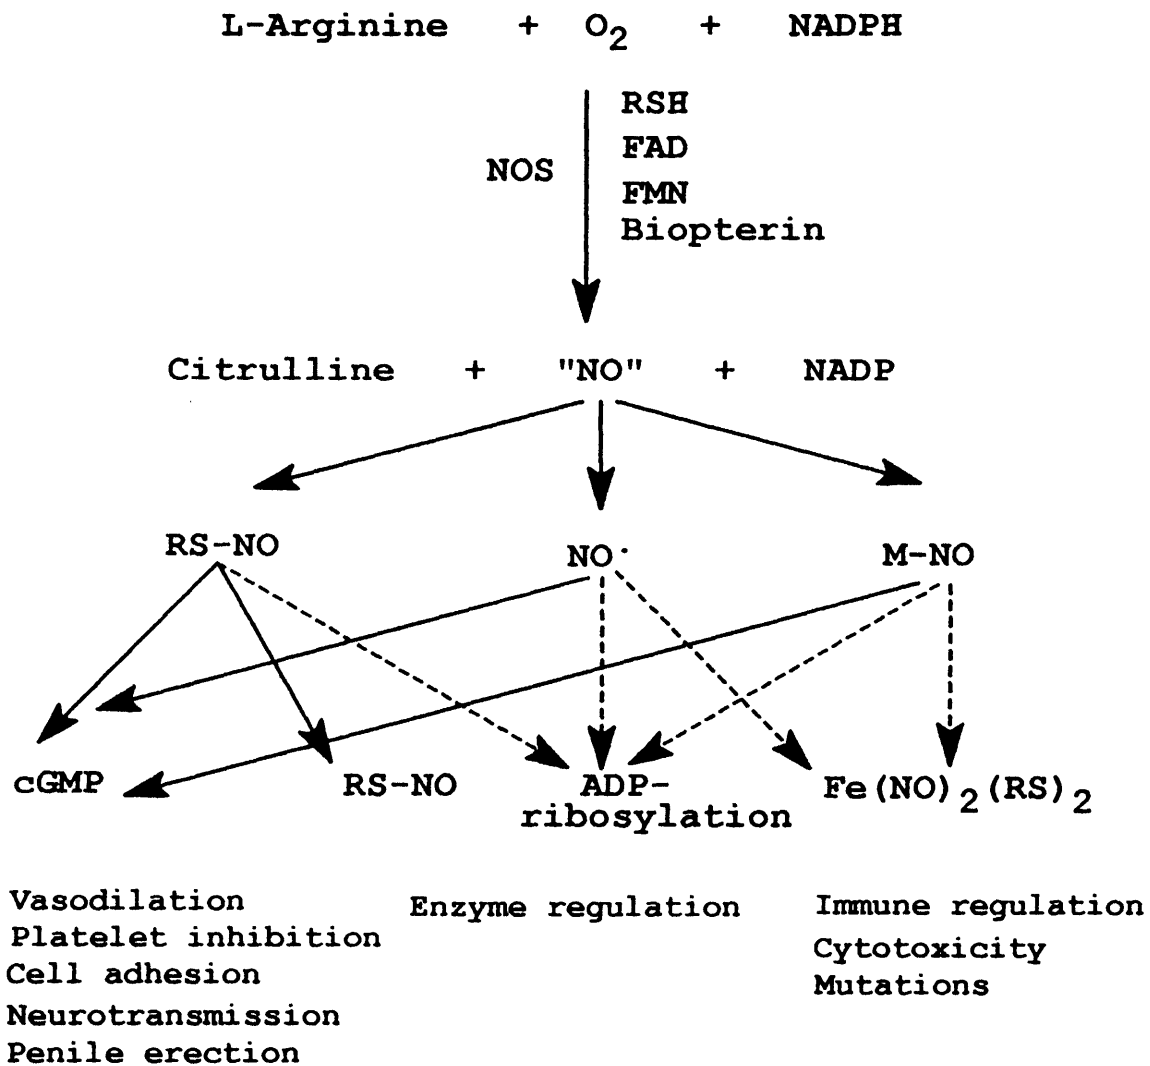 L-Arginine + O2 + NADPH
RSH
FAD
NOS
FMN
Biopterin
Citrulline + "NO" + NADP
RS-NO NO· M-NO
cGMP RS-NO ADP- Fe(NO)2(RS)2
ribosylation
Vasodilation Enzyme regulation Immune regulation
Platelet inhibition Cytotoxicity
Cell adhesion Mutations
Neurotransmission
Penile erection